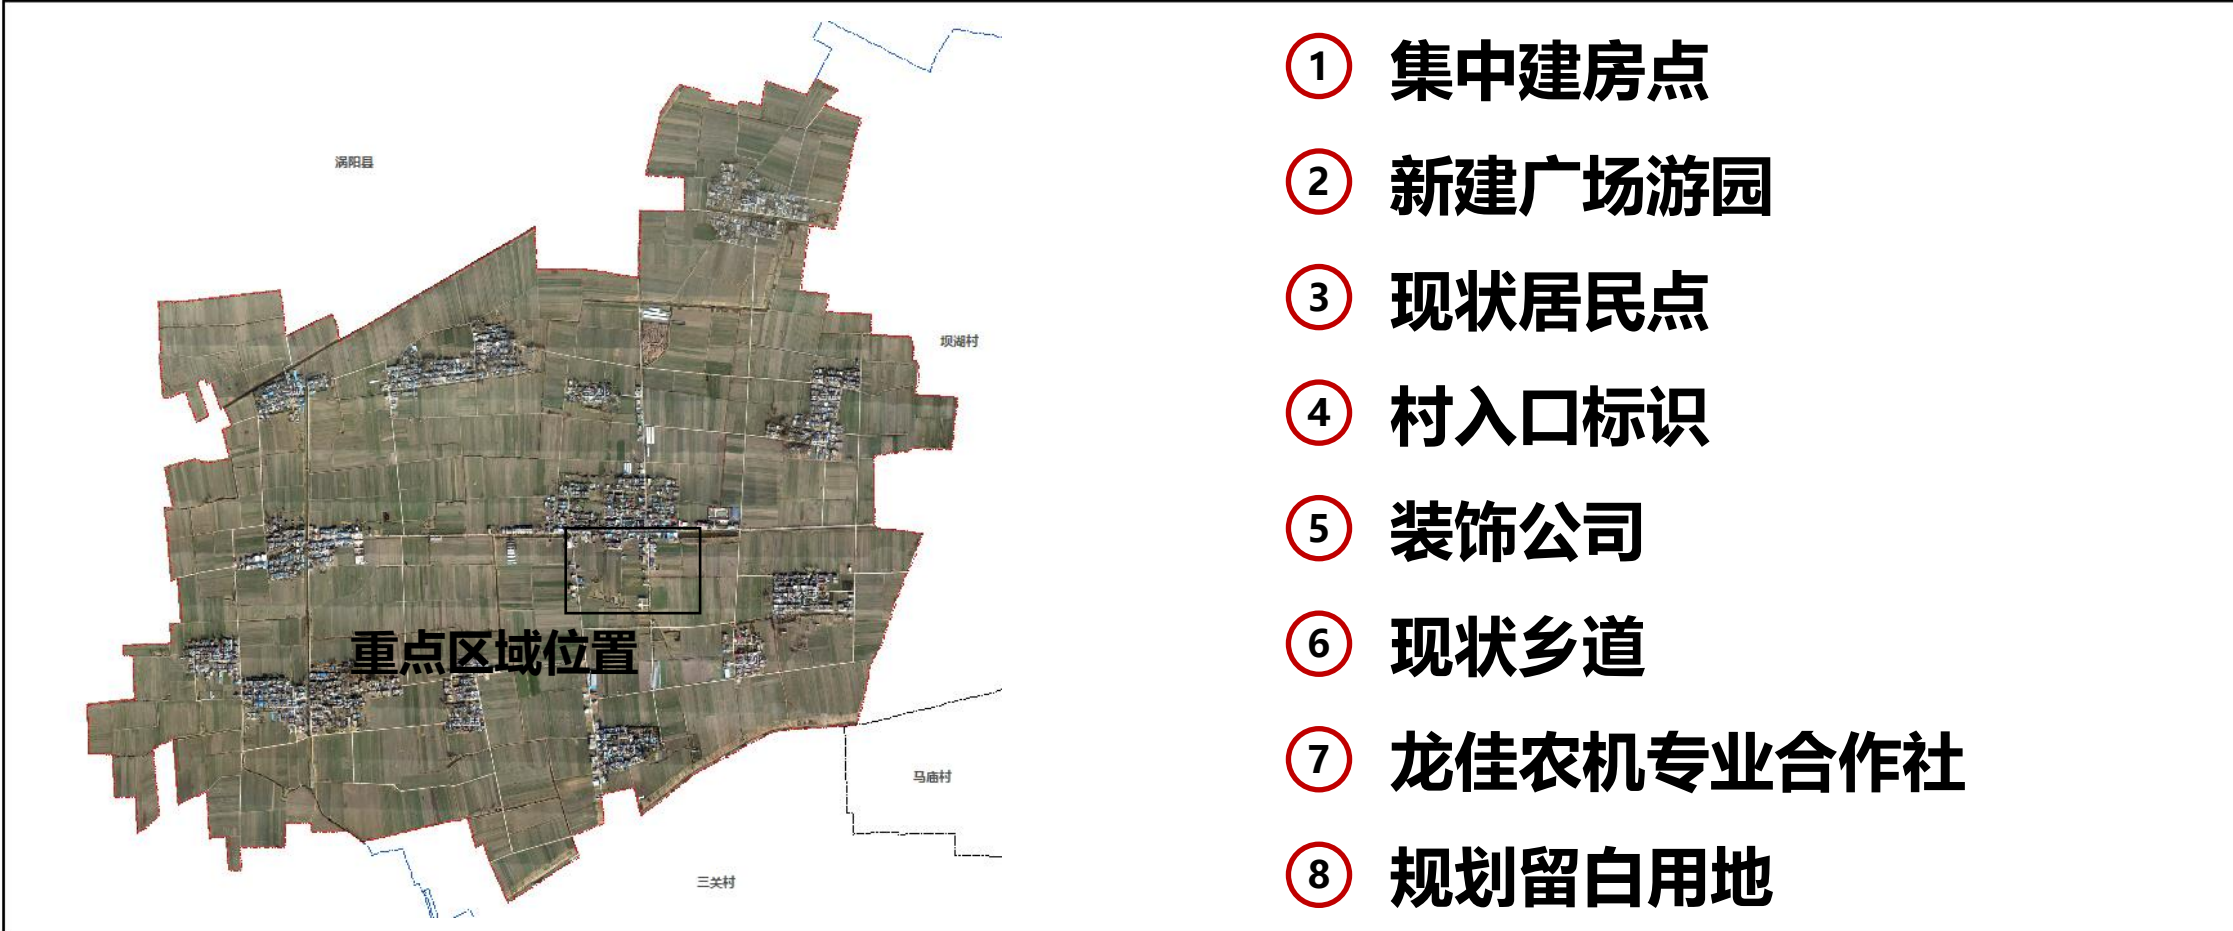 涡阳县
坝湖村
重点区域位置
马庙村
三关村
1 集中建房点
2 新建广场游园
3 现状居民点
4 村入口标识
5 装饰公司
6 现状乡道
7 龙佳农机专业合作社
8 规划留白用地